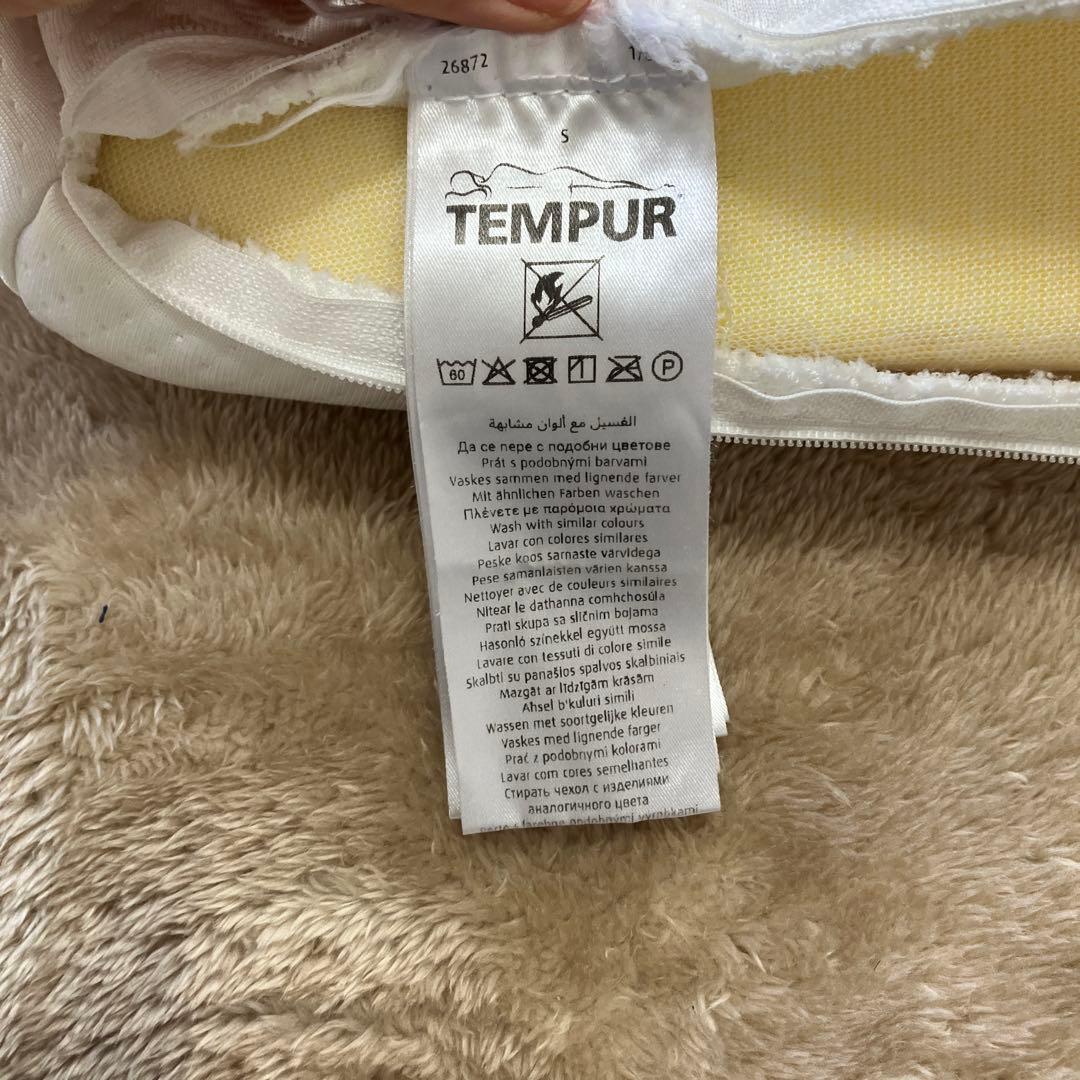 26872
S
TEMPUR
60
P
الغسيل مع ألوان مشابهة
Да се пере с подобни цветове
Prát s podobnými barvami
Vaskes sammen med lignende farver
Mit ähnlichen Farben waschen
Πλένετε με παρόμοια χρώματα
Wash with similar colours
Lavar con colores similares
Peske koos sarnaste värvidega
Pese samanlaisten värien kanssa
Nettoyer avec de couleurs similaires
Nitear le dathanna comhchosúla
Prati skupa sa sličnim bojama
Hasonló színekkel együtt mossa
Lavare con tessuti di colore simile
Skalbti su panašios spalvos skalbiniais
Mazgāt ar līdzīgām krāsām
Aħsel b'kuluri simili
Wassen met soortgelijke kleuren
Vaskes med lignende farger
Prać z podobnymi kolorami
Lavar com cores semelhantes
Стирать чехол с изделиями
аналогичного цвета